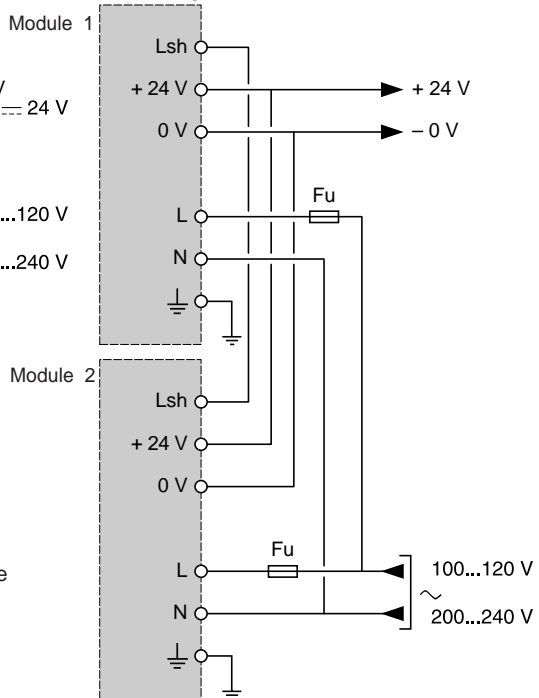 Module 1
Lsh
+ 24 V
+ 24 V
24 V
0 V
– 0 V
Fu
...120 V
L
...240 V
N
Module 2
Lsh
+ 24 V
0 V
Fu
L
100...120 V
~
N
200...240 V